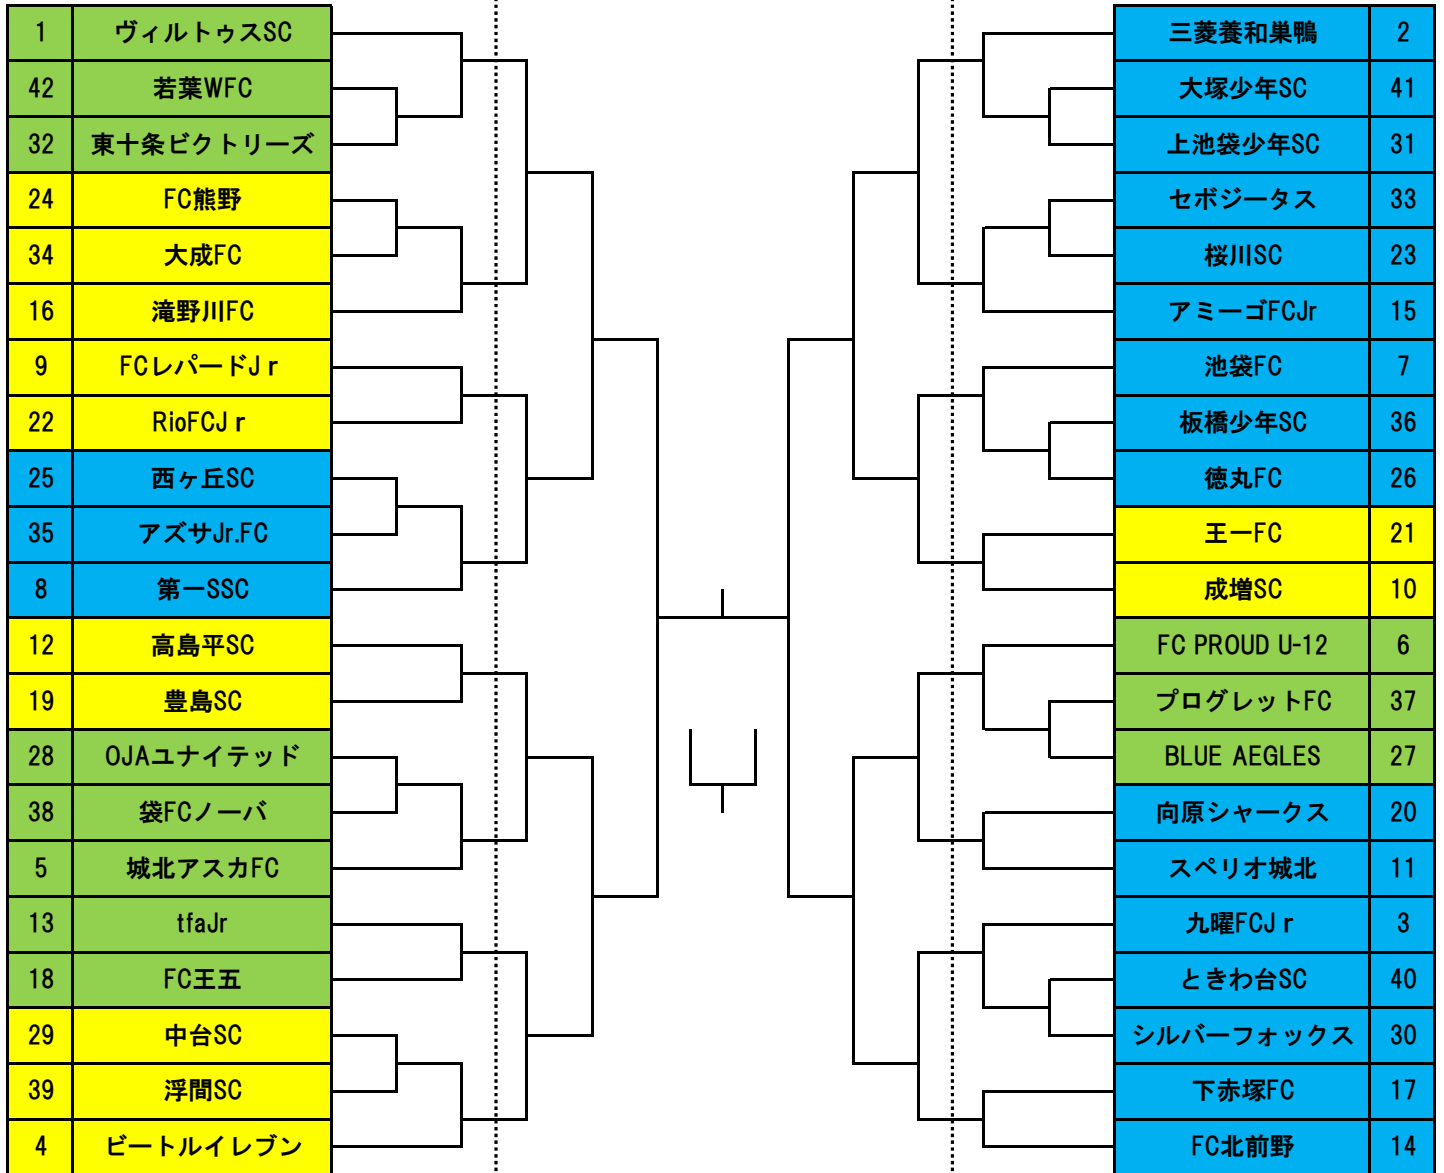 1 ヴィルトゥスSC
42 若葉WFC
32 東十条ビクトリーズ
24 FC熊野
34 大成FC
16 滝野川FC
9 FCレパードJr
22 RioFCJr
25 西ヶ丘SC
35 アズサJr.FC
8 第一SSC
12 高島平SC
19 豊島SC
28 OJAユナイテッド
38 袋FCノーバ
5 城北アスカFC
13 tfaJr
18 FC王五
29 中台SC
39 浮間SC
4 ビートルイレブン
三菱養和巣鴨 2
大塚少年SC 41
上池袋少年SC 31
セボジータス 33
桜川SC 23
アミーゴFCJr 15
池袋FC 7
板橋少年SC 36
徳丸FC 26
王一FC 21
成増SC 10
FC PROUD U-12 6
プログレットFC 37
BLUE AEGLES 27
向原シャークス 20
スペリオ城北 11
九曜FCJr 3
ときわ台SC 40
シルバーフォックス 30
下赤塚FC 17
FC北前野 14